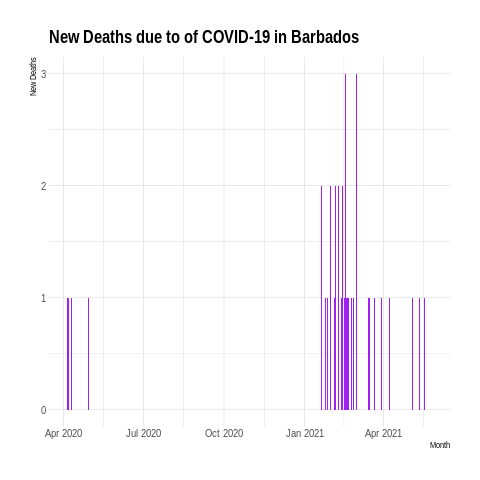 New Deaths due to of COVID-19 in Barbados
New Deaths
3
2
1
0
Apr 2020 Jul 2020 Oct 2020 Jan 2021 Apr 2021
Month